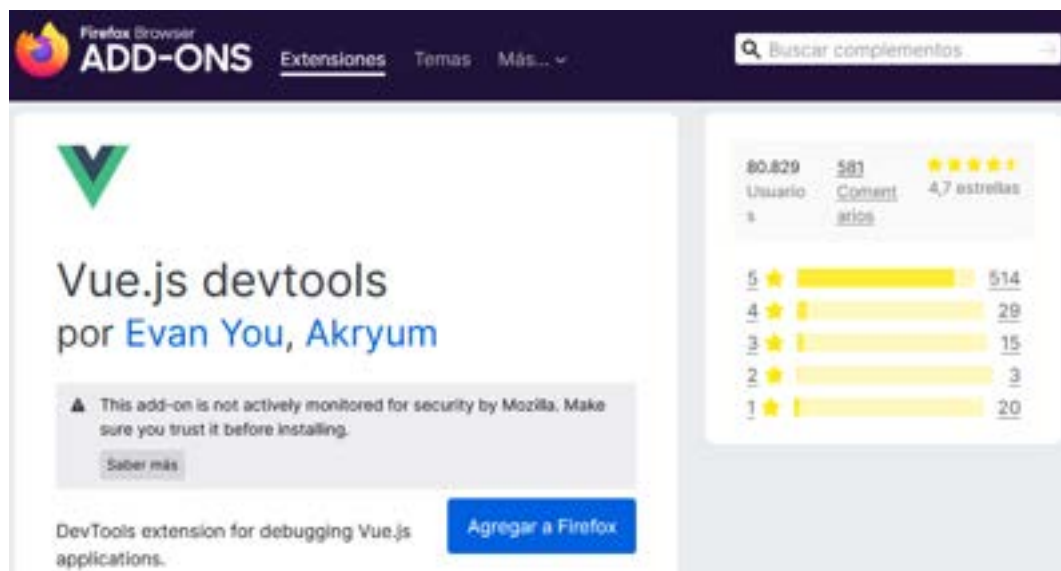 Firefox Browser
ADD-ONS
Extensiones
Temas
Más...
Buscar complementos
Vue.js devtools
por Evan You, Akryum
This add-on is not actively monitored for security by Mozilla. Make
sure you trust it before installing.
Saber más
DevTools extension for debugging Vue.js
applications.
Agregar a Firefox
80.829
Usuario
s
581
Coment
arios
4,7 estrellas
5 514
4 29
3 15
2 3
1 20